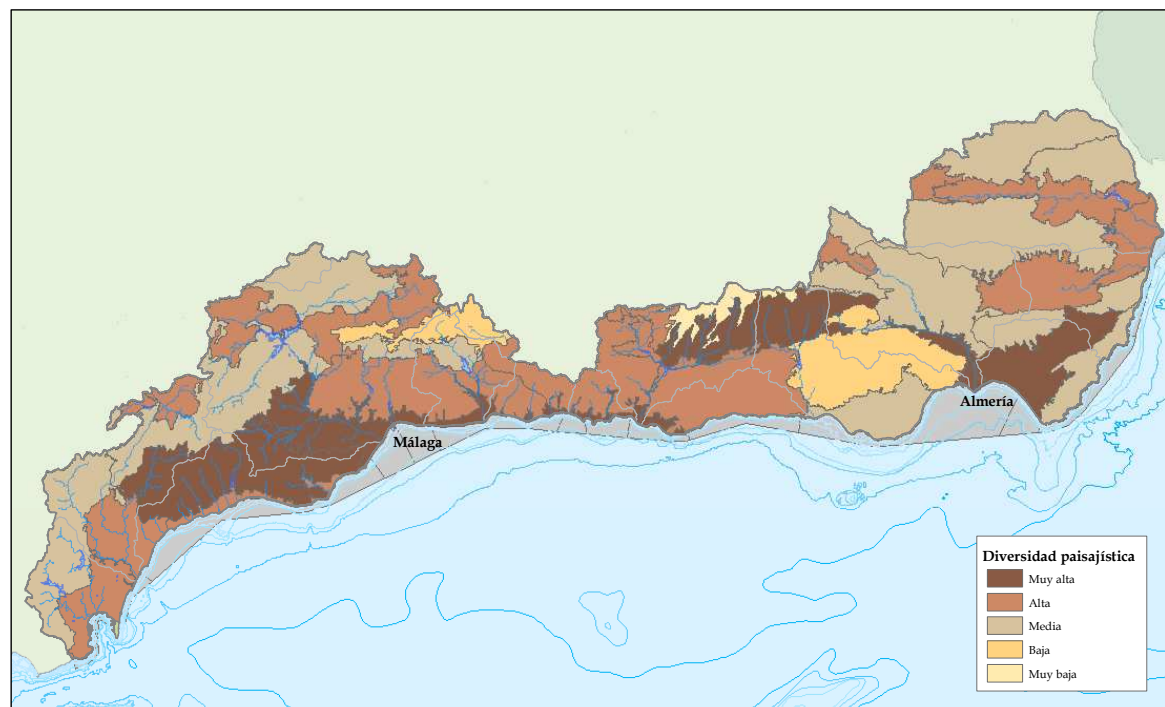 Málaga
Almería
Diversidad paisajística
Muy alta
Alta
Media
Baja
Muy baja